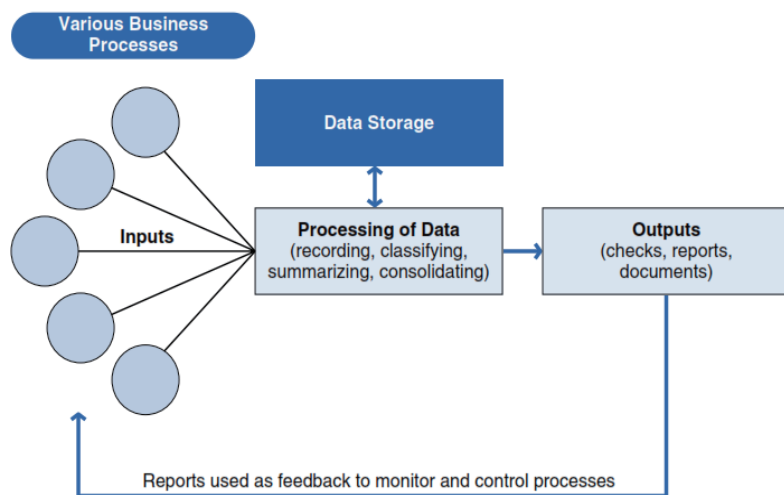 Various Business
Processes
Data Storage
Inputs
Processing of Data
(recording, classifying,
summarizing, consolidating)
Outputs
(checks, reports,
documents)
Reports used as feedback to monitor and control processes